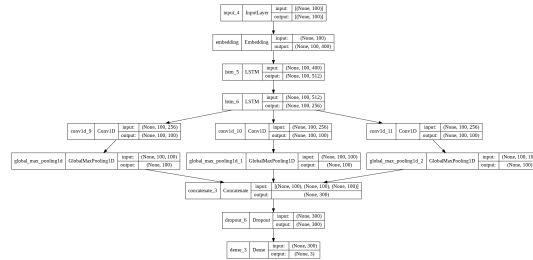 input_4 InputLayer input: [(None, 100)]
output: [(None, 100)]
embedding Embedding input: (None, 100)
output: (None, 100, 400)
lstm_5 LSTM input: (None, 100, 400)
output: (None, 100, 512)
lstm_6 LSTM input: (None, 100, 512)
output: (None, 100, 256)
conv1d_9 Conv1D input: (None, 100, 256)
output: (None, 100, 100)
conv1d_10 Conv1D input: (None, 100, 256)
output: (None, 100, 100)
conv1d_11 Conv1D input: (None, 100, 256)
output: (None, 100, 100)
global_max_pooling1d GlobalMaxPooling1D input: (None, 100, 100)
output: (None, 100)
global_max_pooling1d_1 GlobalMaxPooling1D input: (None, 100, 100)
output: (None, 100)
global_max_pooling1d_2 GlobalMaxPooling1D input: (None, 100, 10
output: (None, 100)
concatenate_3 Concatenate input: [(None, 100), (None, 100), (None, 100)]
output: (None, 300)
dropout_6 Dropout input: (None, 300)
output: (None, 300)
dense_3 Dense input: (None, 300)
output: (None, 5)